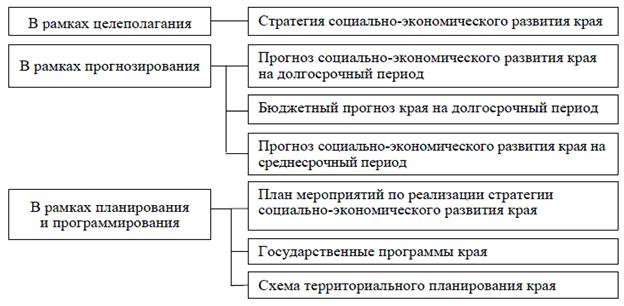 В рамках целеполагания
Стратегия социально-экономического развития края
В рамках прогнозирования
Прогноз социально-экономического развития края
на долгосрочный период
Бюджетный прогноз края на долгосрочный период
Прогноз социально-экономического развития края на
среднесрочный период
В рамках планирования
и программирования
План мероприятий по реализации стратегии
социально-экономического развития края
Государственные программы края
Схема территориального планирования края